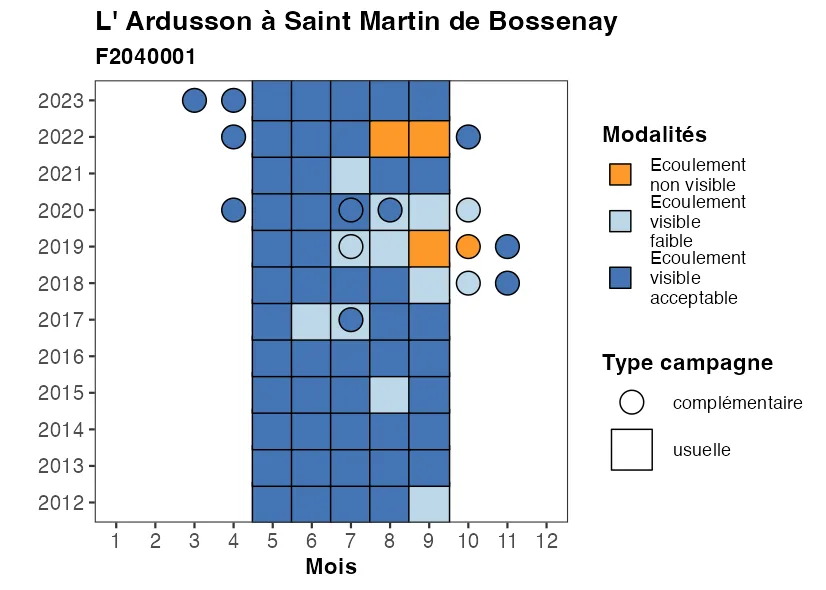 L' Ardusson à Saint Martin de Bossenay
F2040001
2023
2022
2021
2020
2019
2018
2017
2016
2015
2014
2013
2012
1 2 3 4 5 6 7 8 9 10 11 12
Mois
Modalités
Ecoulement
non visible
Ecoulement
visible
faible
Ecoulement
visible
acceptable
Type campagne
complémentaire
usuelle